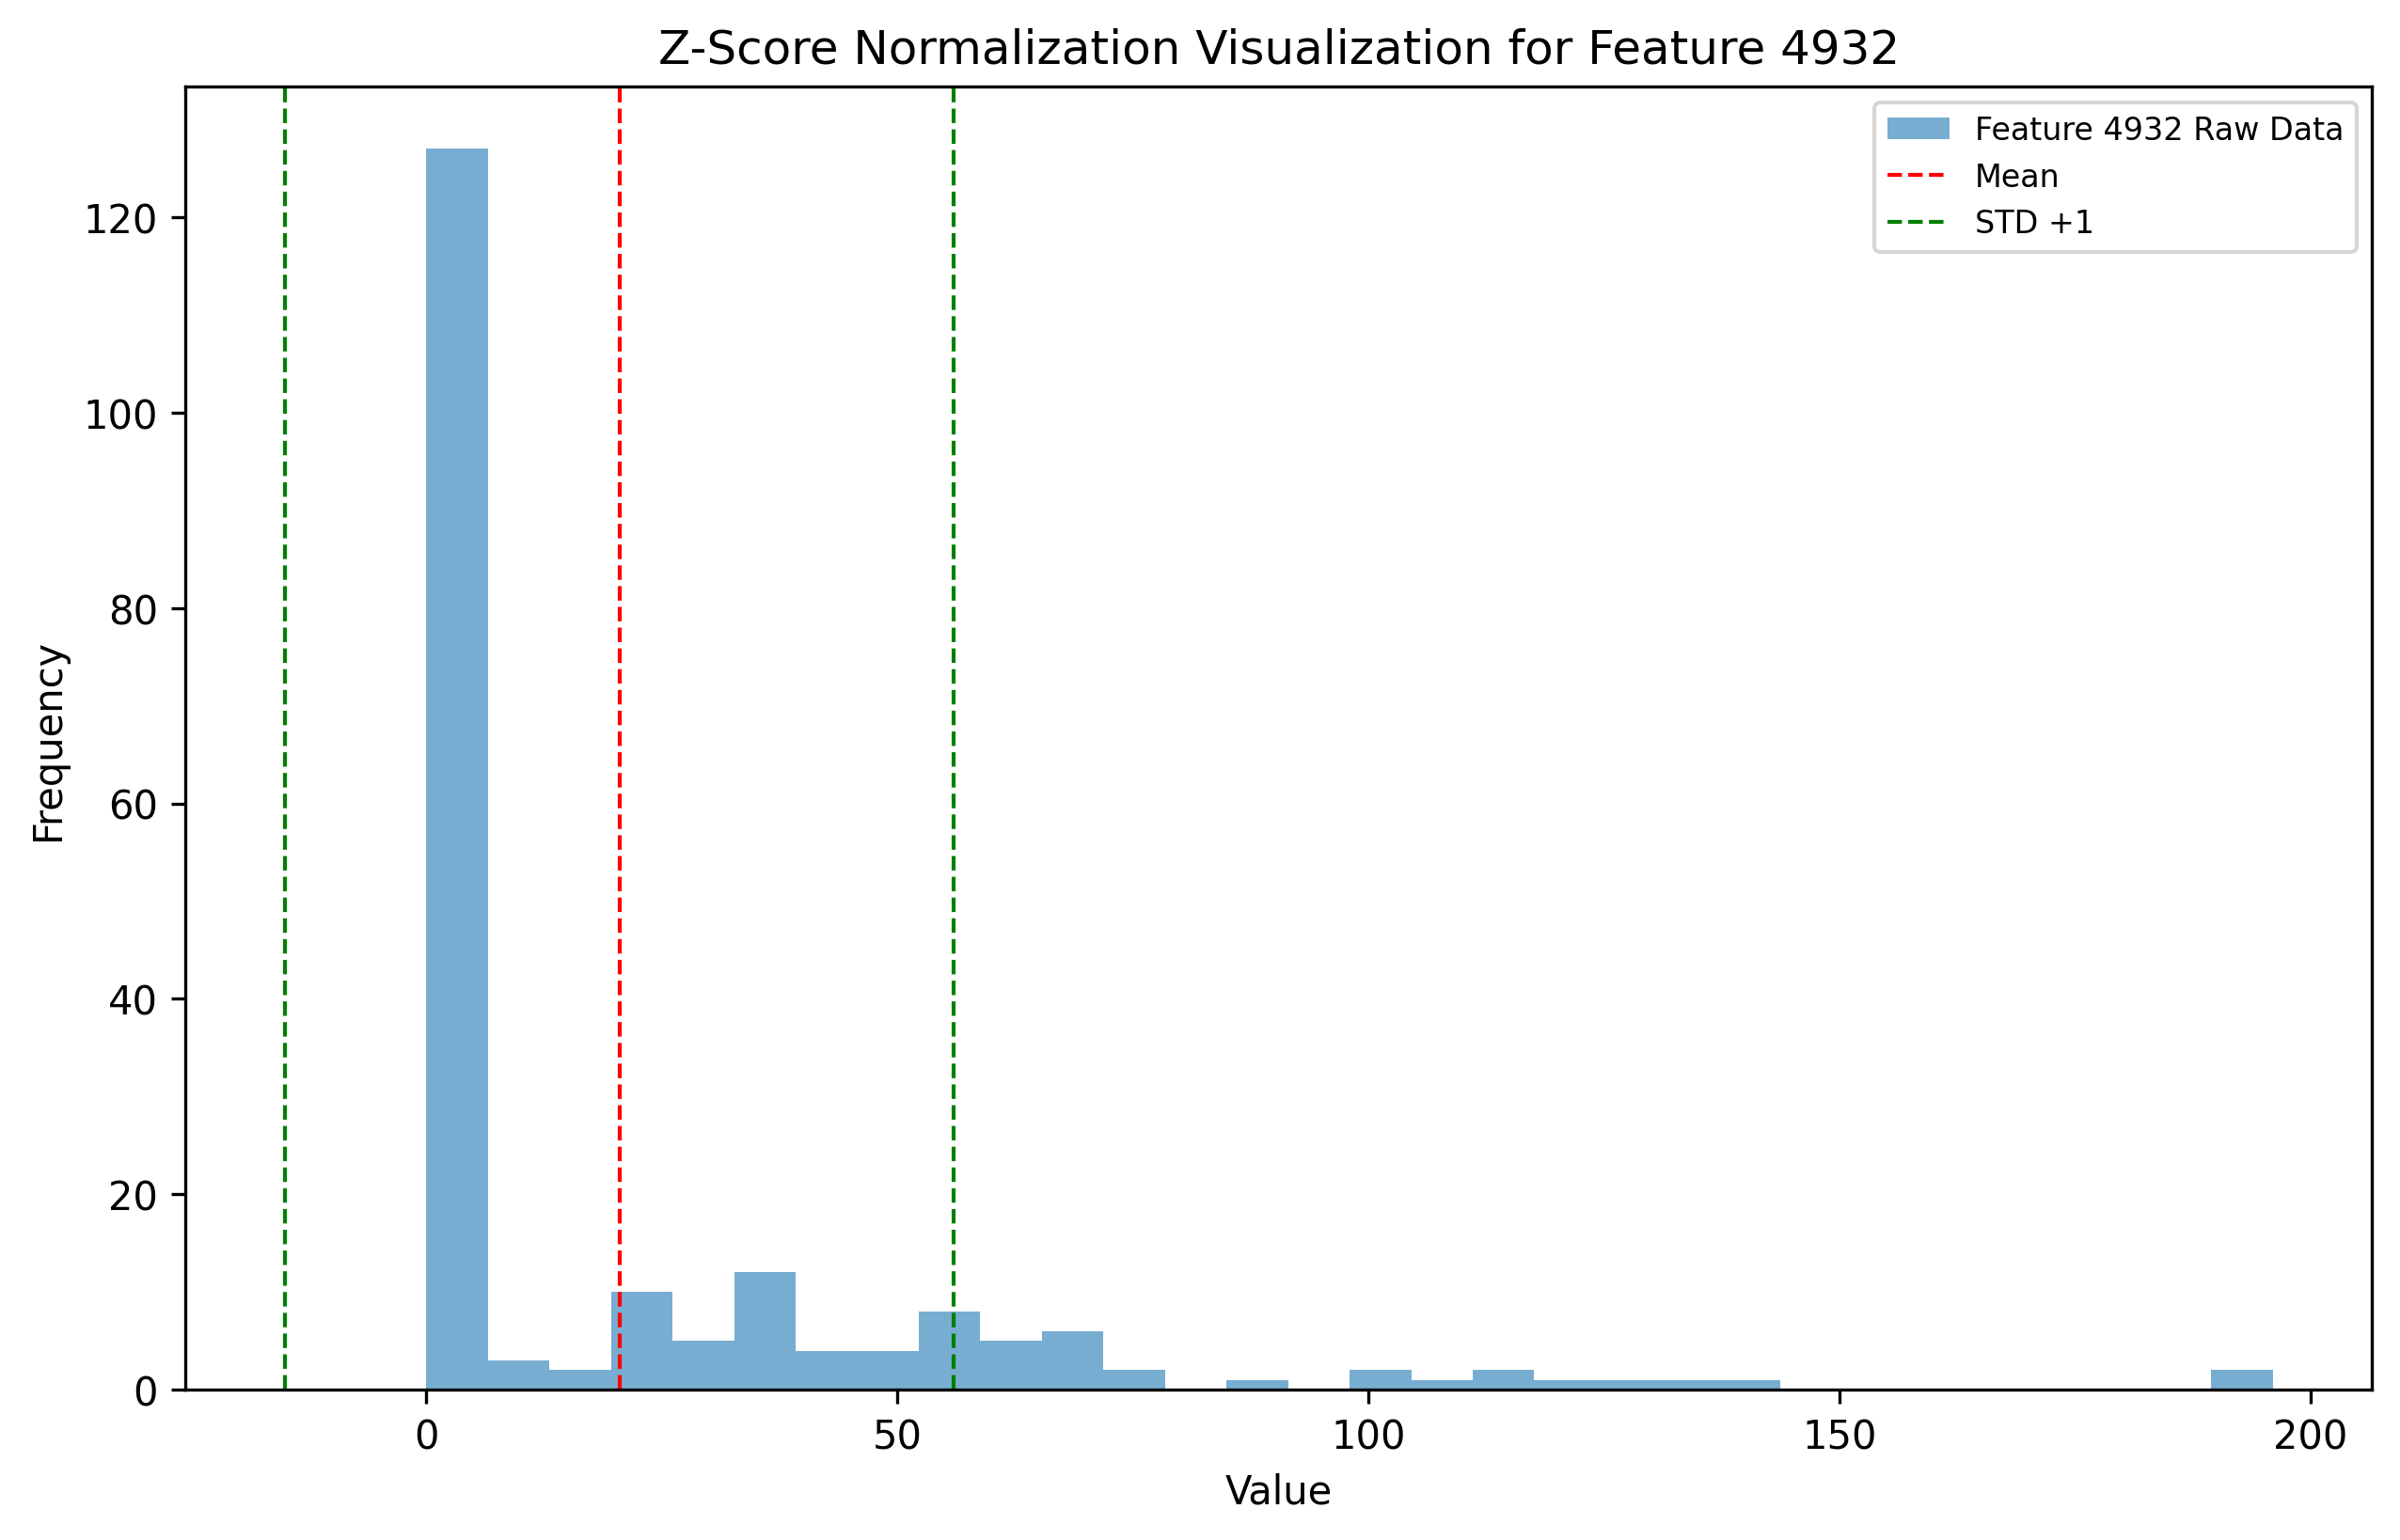 Z-Score Normalization Visualization for Feature 4932
Feature 4932 Raw Data
Mean
STD +1
120
100
80
60
40
20
0
Frequency
0 50 100 150 200
Value